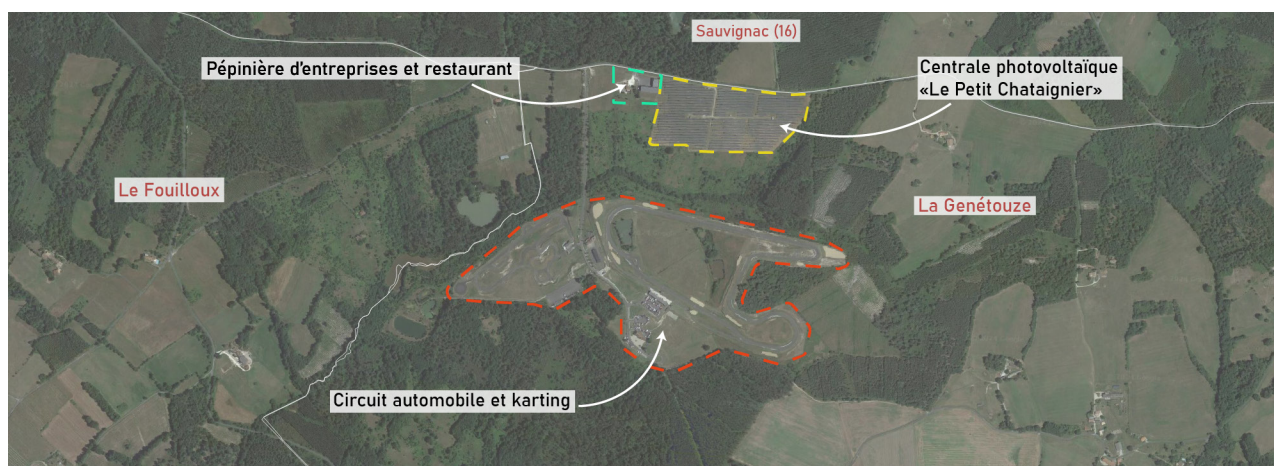 Sauvignac (16)
Pépinière d'entreprises et restaurant
Centrale photovoltaïque
«Le Petit Chataignier»
Le Fouilloux
La Genétouze
Circuit automobile et karting